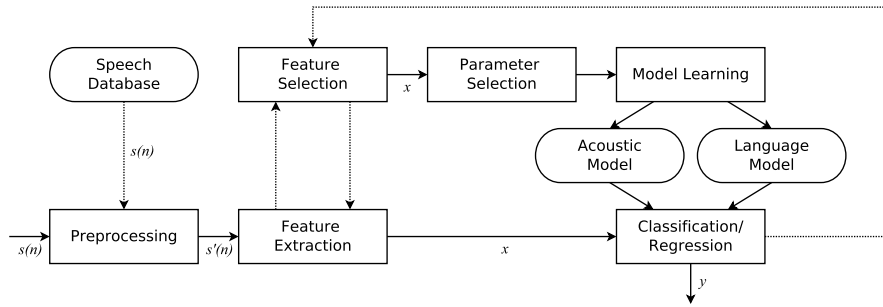 Speech
Database
Feature
Selection
x
Parameter
Selection
Model Learning
s(n)
Acoustic
Model
Language
Model
s(n)
Preprocessing
s'(n)
Feature
Extraction
x
Classification/
Regression
y